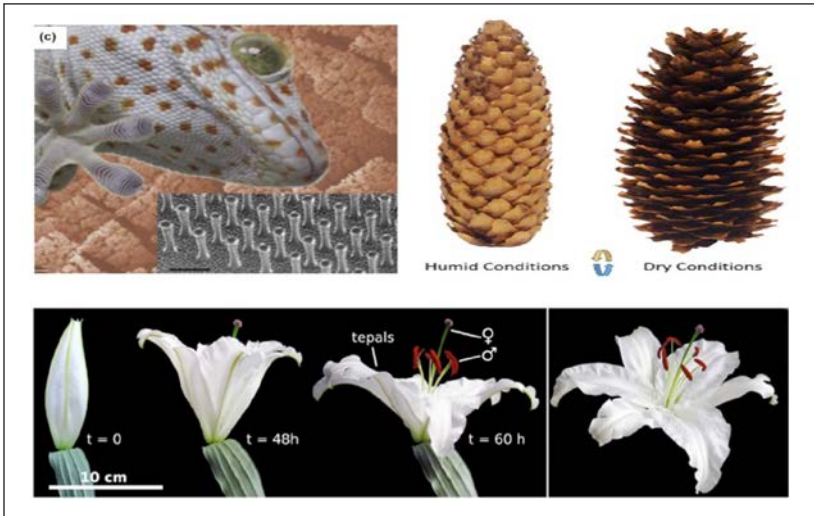 (c)
Humid Conditions
Dry Conditions
tepals
♀
♂
t = 0
t = 48h
t = 60 h
10 cm